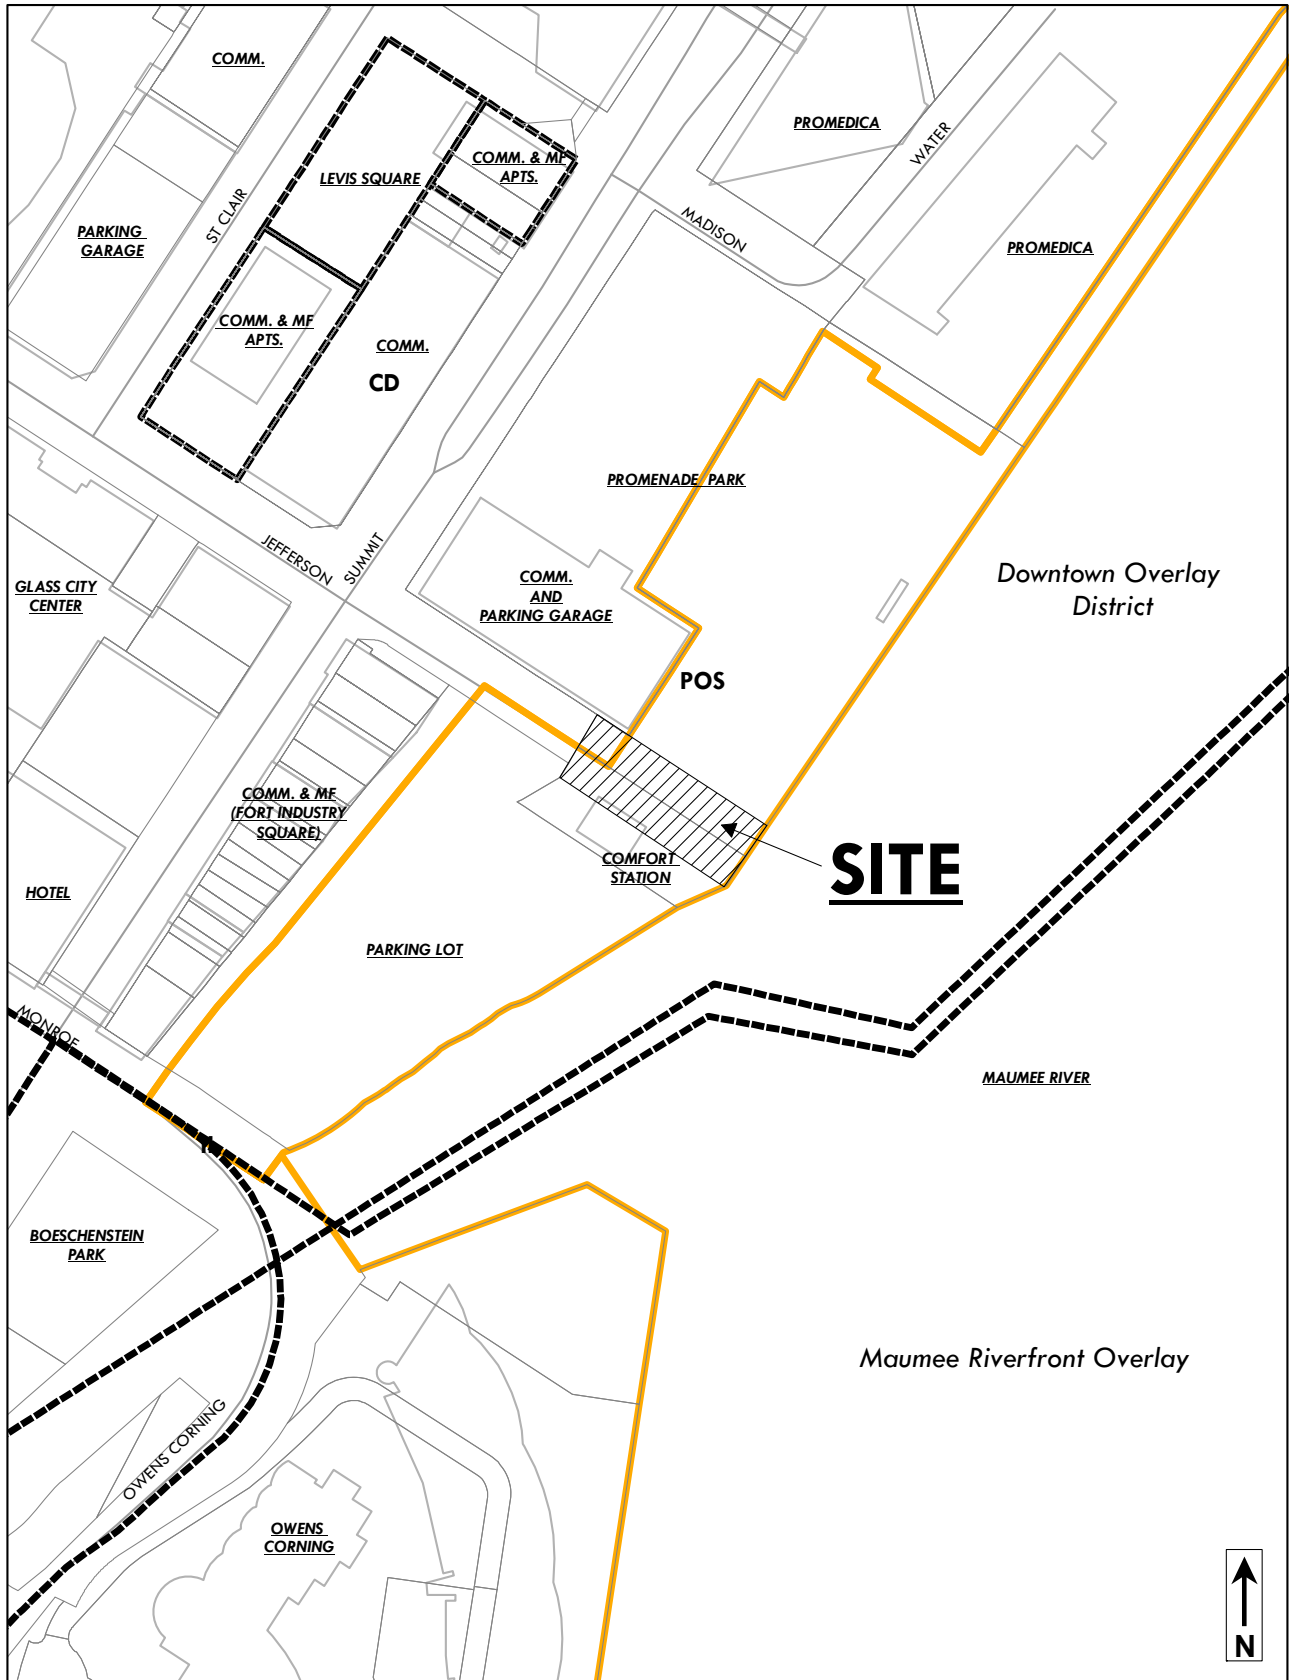 COMM.
PROMEDICA
WATER
COMM. & MF
APTS.
LEVIS SQUARE
ST CLAIR
MADISON
PARKING
GARAGE
PROMEDICA
COMM. & MF
APTS.
COMM.
CD
PROMENADE PARK
JEFFERSON
SUMMIT
GLASS CITY
CENTER
COMM.
AND
PARKING GARAGE
Downtown Overlay
District
POS
COMM. & MF
(FORT INDUSTRY
SQUARE)
COMFORT
STATION
SITE
HOTEL
PARKING LOT
MONROE
MAUMEE RIVER
BOESCHENSTEIN
PARK
Maumee Riverfront Overlay
OWENS CORNING
OWENS
CORNING
N